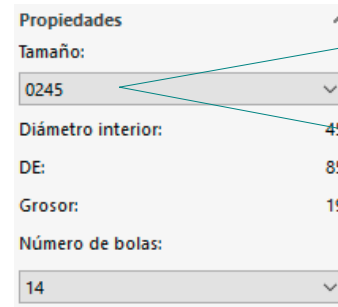 Propiedades
Tamaño:
0245
Diámetro interior:
DE:
Grosor:
Número de bolas:
14